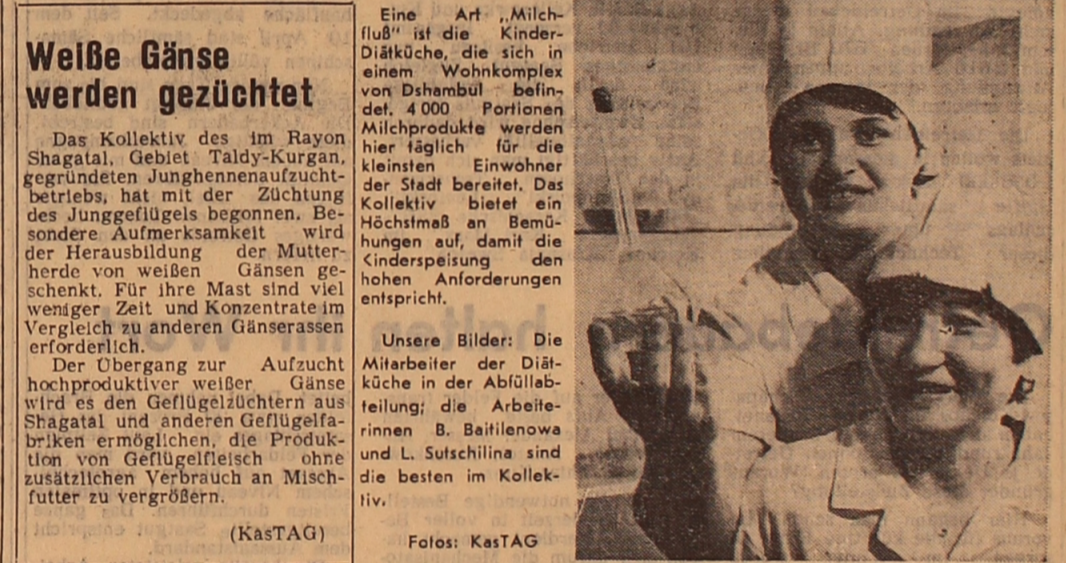 Weiße Gänse
werden gezüchtet
Das Kollektiv des im Rayon
Shagatal, Gebiet Taldy-Kurgan,
gegründeten Junghennenaufzucht-
betriebs, hat mit der Züchtung
des Junggeflügels begonnen. Be-
sondere Aufmerksamkeit wird
der Herausbildung der Mutter-
herde von weißen Gänsen ge-
schenkt. Für ihre Mast sind viel
weniger Zeit und Konzentrate im
Vergleich zu anderen Gänserassen
erforderlich.
Der Übergang zur Aufzucht
hochproduktiver weißer Gänse
wird es den Geflügelzüchtern aus
Shagatal und anderen Geflügelfa-
briken ermöglichen, die Produk-
tion von Geflügelfleisch ohne
zusätzlichen Verbrauch an Misch-
futter zu vergrößern.
(KasTAG)
Eine Art „Milch-
fluß" ist die Kinder-
Diätküche, die sich in
einem Wohnkomplex
von Dshambul befin-
det. 4 000 Portionen
Milchprodukte werden
hier täglich für die
kleinsten Einwohner
der Stadt bereitet. Das
Kollektiv bietet ein
Höchstmaß an Bemü-
hungen auf, damit die
Kinderspeisung den
hohen Anforderungen
entspricht.
Unsere Bilder: Die
Mitarbeiter der Diät-
küche in der Abfüllab-
teilung; die Arbeite-
rinnen B. Baitilenowa
und L. Sutschilina sind
die besten im Kollek-
tiv.
Fotos: KasTAG